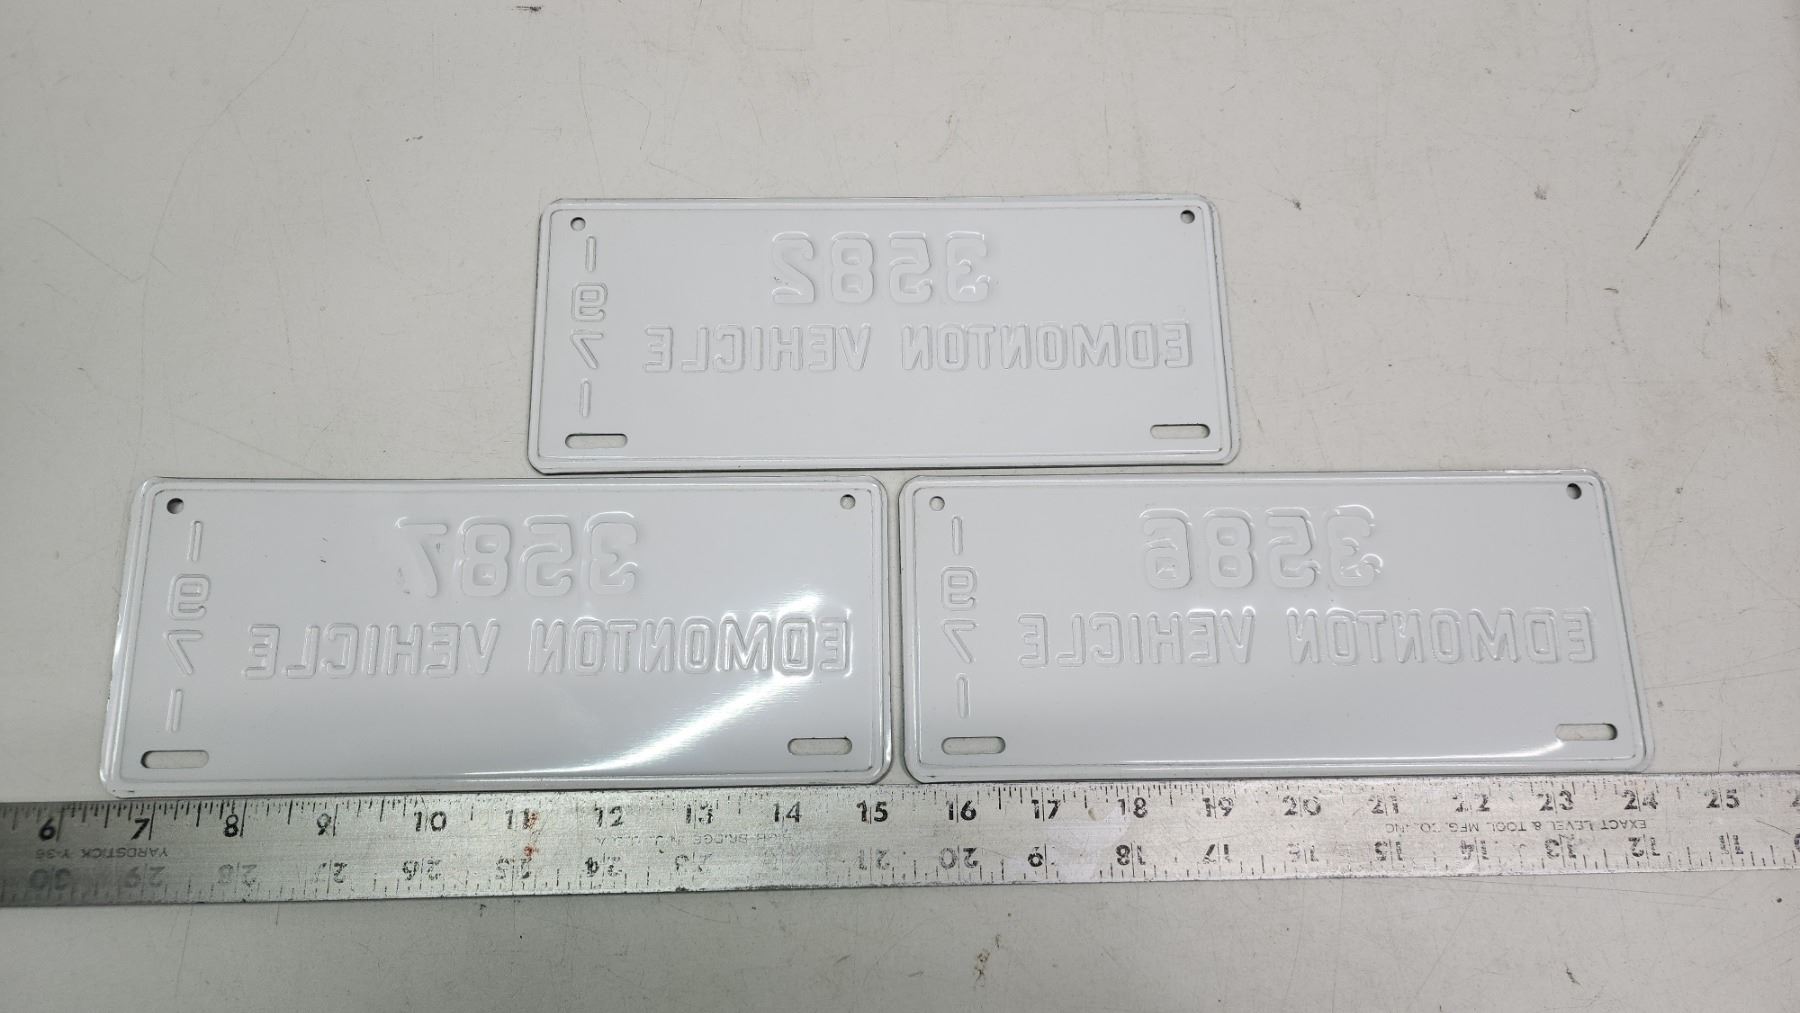 3582
EDMONTON VEHICLE
1971
3587
EDMONTON VEHICLE
1971
3586
EDMONTON VEHICLE
1971
6 7 8 9 10 11 12 13 14 15 16 17 18 19 20 21 22 23 24 25
YARDSTICK Y-36
EXACT LEVEL & TOOL MFG. CO., INC.
30 29 28 27 26 25 24 23 21 20 19 18 17 16 15 14 13 12 11